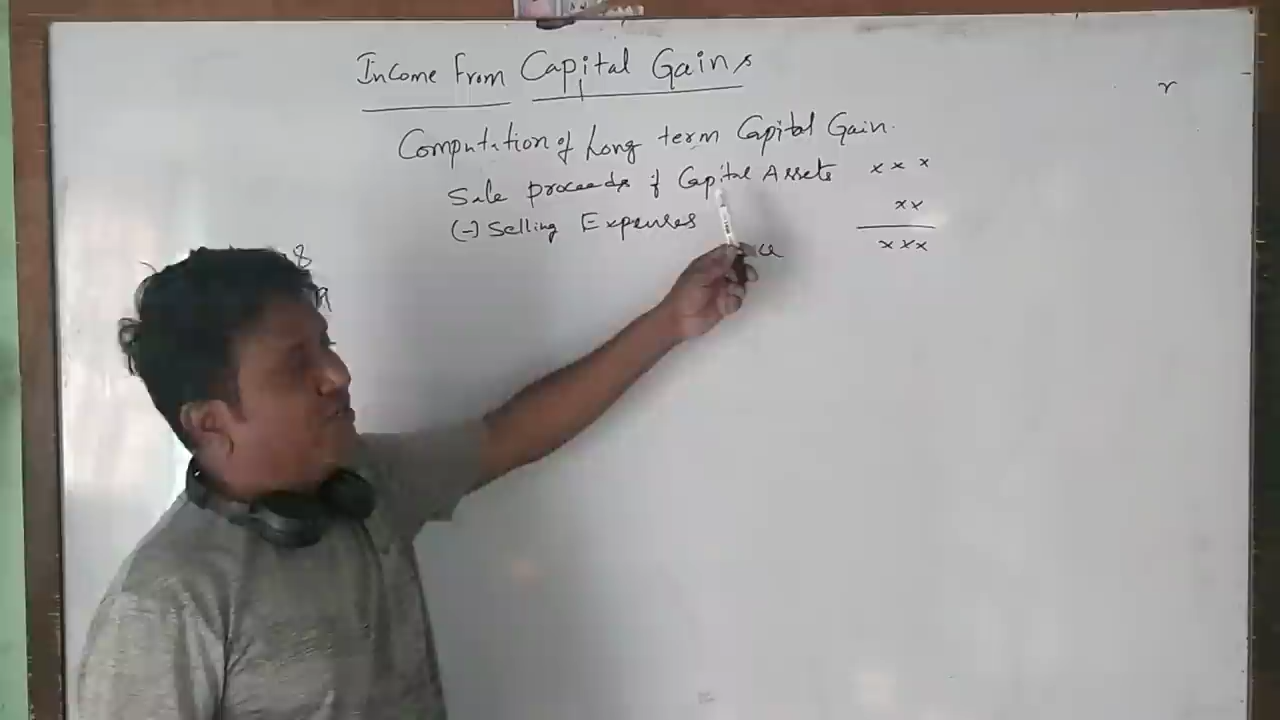 Income from Capital Gains
r
Computation of Long term Capital Gain.
Sale proceeds of Capital Assets x x x
(-) Selling Expenses xx
xxx
8